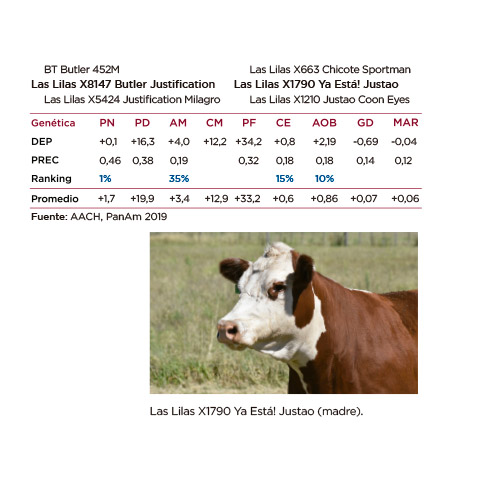 BT Butler 452M Las Lilas X663 Chicote Sportman
Las Lilas X8147 Butler Justification Las Lilas X1790 Ya Está! Justao
Las Lilas X5424 Justification Milagro Las Lilas X1210 Justao Coon Eyes
Genética PN PD AM CM PF CE AOB GD MAR
DEP +0,1 +16,3 +4,0 +12,2 +34,2 +0,8 +2,19 -0,69 -0,04
PREC 0,46 0,38 0,19 0,32 0,18 0,18 0,14 0,12
Ranking 1% 35% 15% 10%
Promedio +1,7 +19,9 +3,4 +12,9 +33,2 +0,6 +0,86 +0,07 +0,06
Fuente: AACH, PanAm 2019
Las Lilas X1790 Ya Está! Justao (madre).